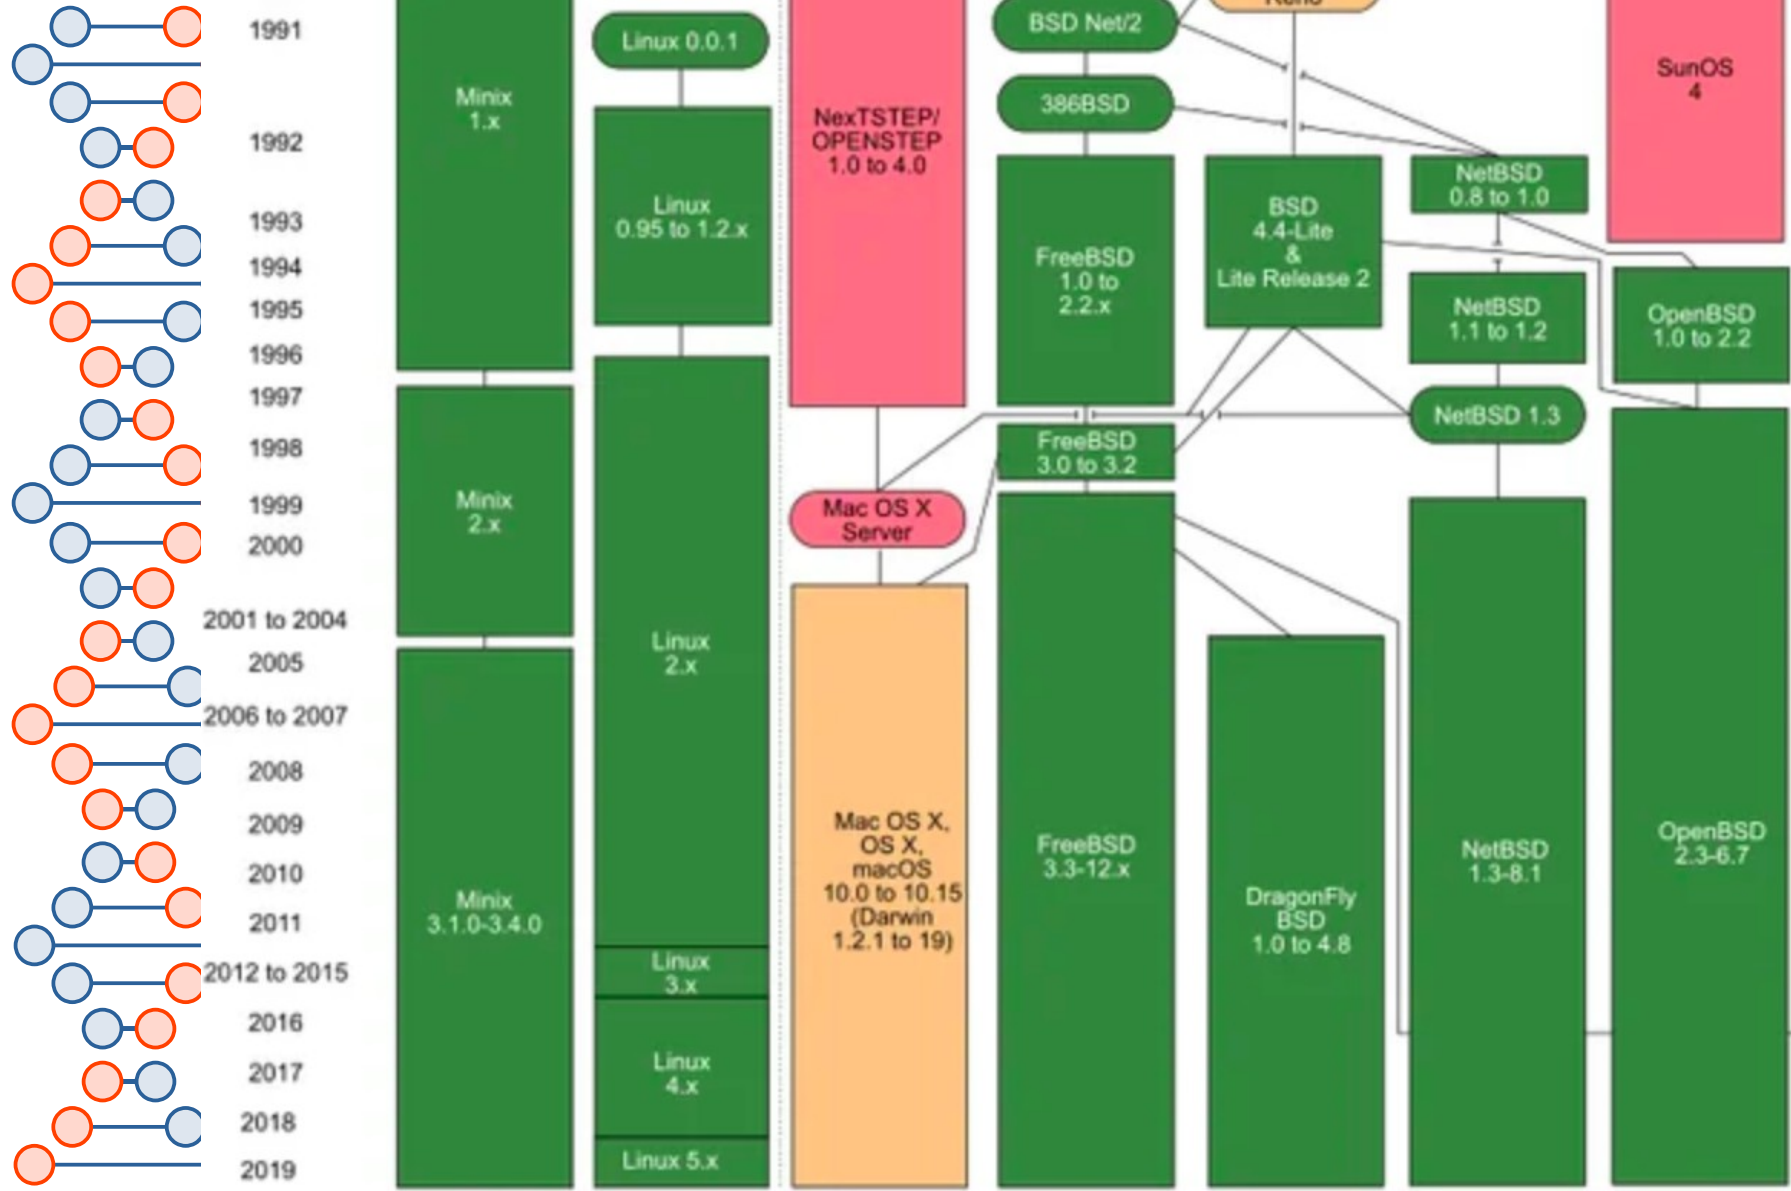 1991
1992
1993
1994
1995
1996
1997
1998
1999
2000
2001 to 2004
2005
2006 to 2007
2008
2009
2010
2011
2012 to 2015
2016
2017
2018
2019
Minix
1.x
Minix
2.x
Minix
3.1.0-3.4.0
Linux 0.0.1
Linux
0.95 to 1.2.x
Linux
2.x
Linux
3.x
Linux
4.x
Linux 5.x
NexTSTEP/
OPENSTEP
1.0 to 4.0
Mac OS X
Server
Mac OS X,
OS X,
macOS
10.0 to 10.15
(Darwin
1.2.1 to 19)
BSD Net/2
386BSD
FreeBSD
1.0 to
2.2.x
FreeBSD
3.0 to 3.2
FreeBSD
3.3-12.x
BSD
4.4-Lite
&
Lite Release 2
DragonFly
BSD
1.0 to 4.8
NetBSD
0.8 to 1.0
NetBSD
1.1 to 1.2
NetBSD 1.3
NetBSD
1.3-8.1
SunOS
4
OpenBSD
1.0 to 2.2
OpenBSD
2.3-6.7